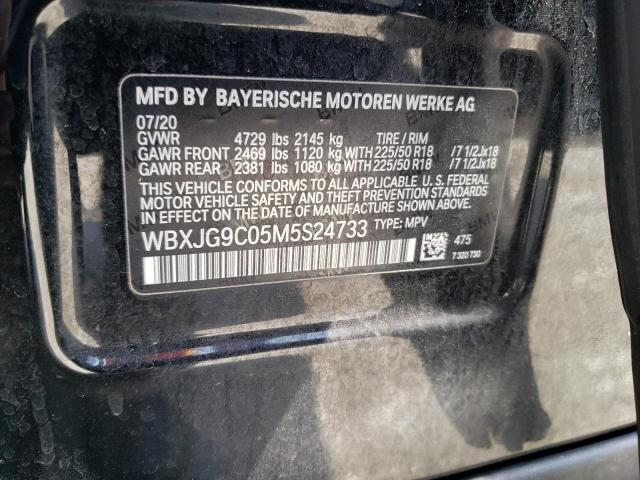 MFD BY BAYERISCHE MOTOREN WERKE AG
07/20
GVWR 4729 lbs 2145 kg TIRE / RIM
GAWR FRONT 2469 lbs 1120 kg WITH 225/50 R18 /7 1/2Jx18
GAWR REAR 2381 lbs 1080 kg WITH 225/50 R18 /7 1/2Jx18
THIS VEHICLE CONFORMS TO ALL APPLICABLE U. S. FEDERAL
MOTOR VEHICLE SAFETY AND THEFT PREVENTION STANDARDS
IN EFFECT ON THE DATE OF MANUFACTURE SHOWN ABOVE.
WBXJG9C05M5S24733 TYPE: MPV
475
7 320 730